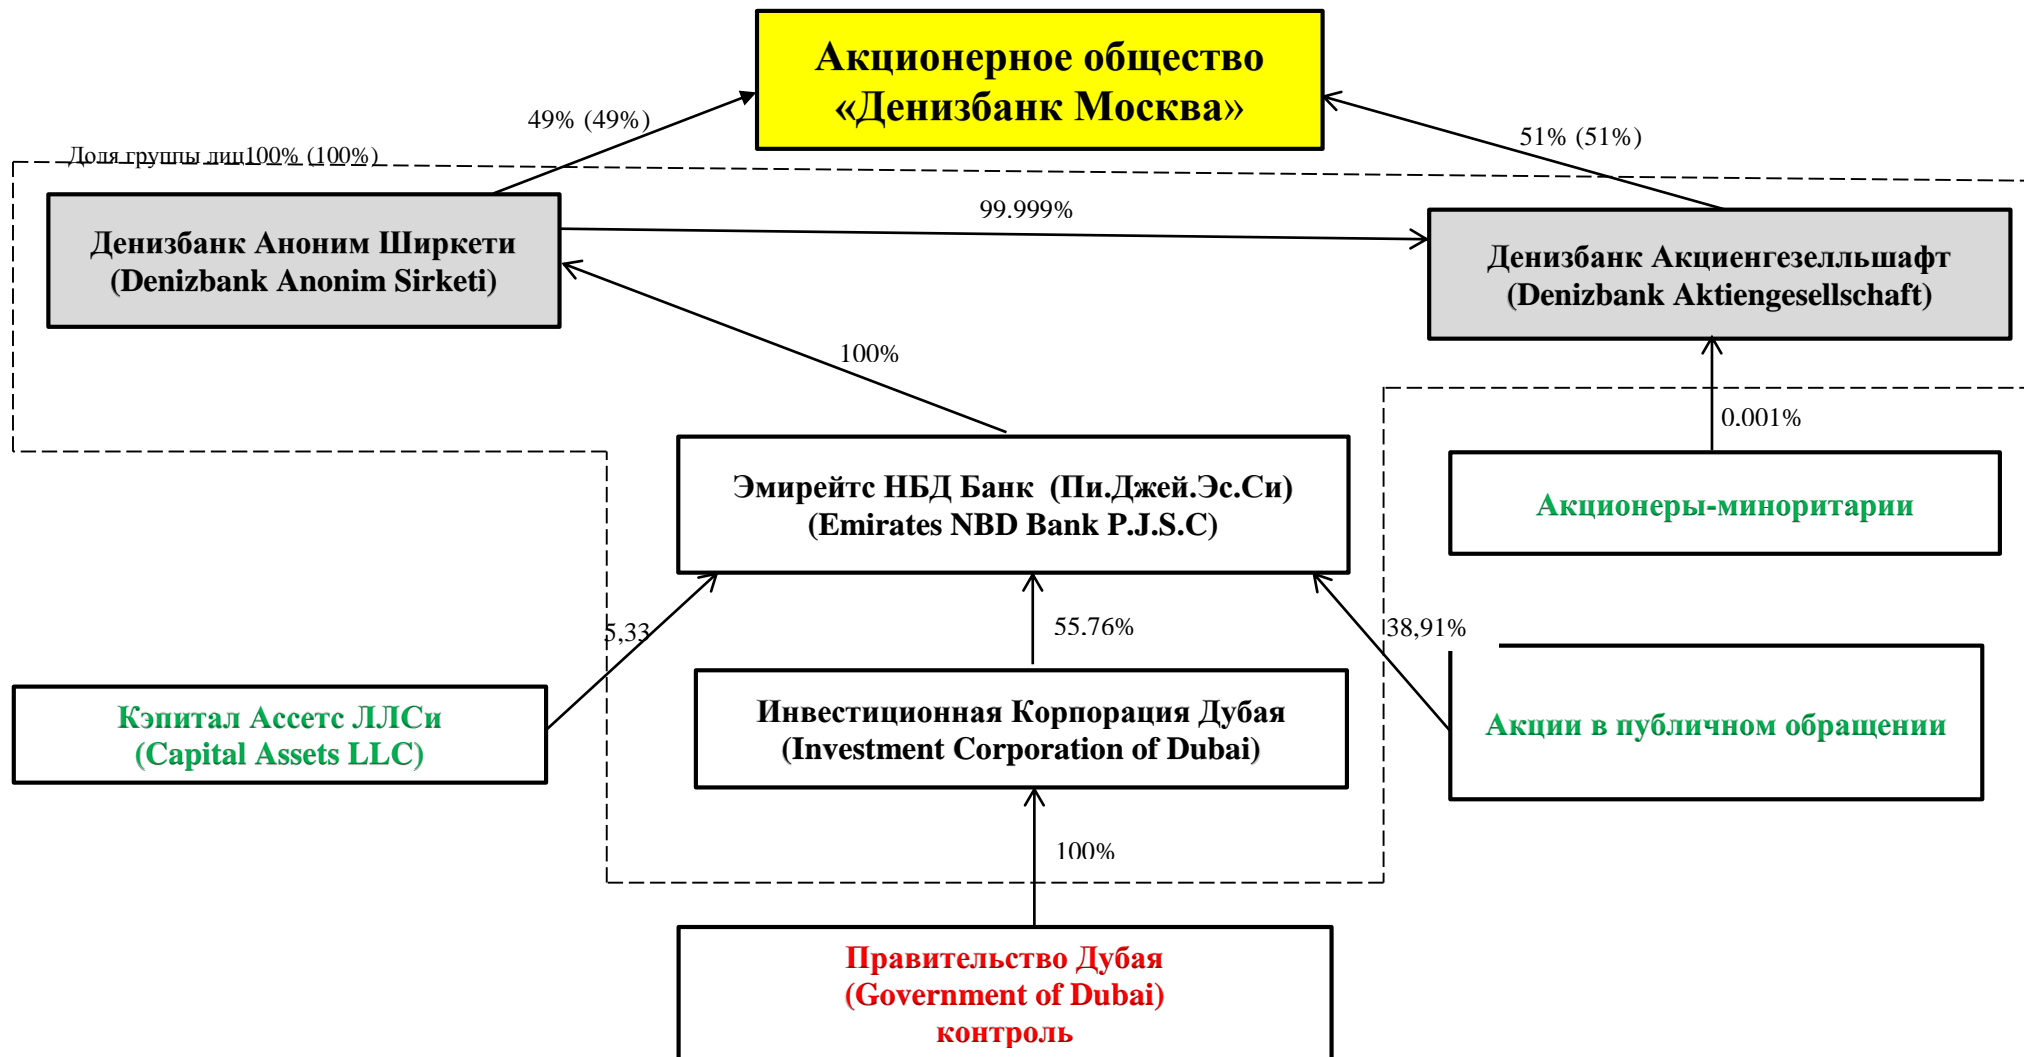 Акционерное общество
«Денизбанк Москва»
49% (49%)
51% (51%)
Доля группы лиц100% (100%)
99.999%
Денизбанк Аноним Ширкети
(Denizbank Anonim Sirketi)
Денизбанк Акциенгезелльшафт
(Denizbank Aktiengesellschaft)
100%
0.001%
Эмирейтс НБД Банк (Пи.Джей.Эс.Си)
(Emirates NBD Bank P.J.S.C)
Акционеры-миноритарии
5,33
55.76%
38,91%
Кэпитал Ассетс ЛЛСи
(Capital Assets LLC)
Инвестиционная Корпорация Дубая
(Investment Corporation of Dubai)
Акции в публичном обращении
100%
Правительство Дубая
(Government of Dubai)
контроль